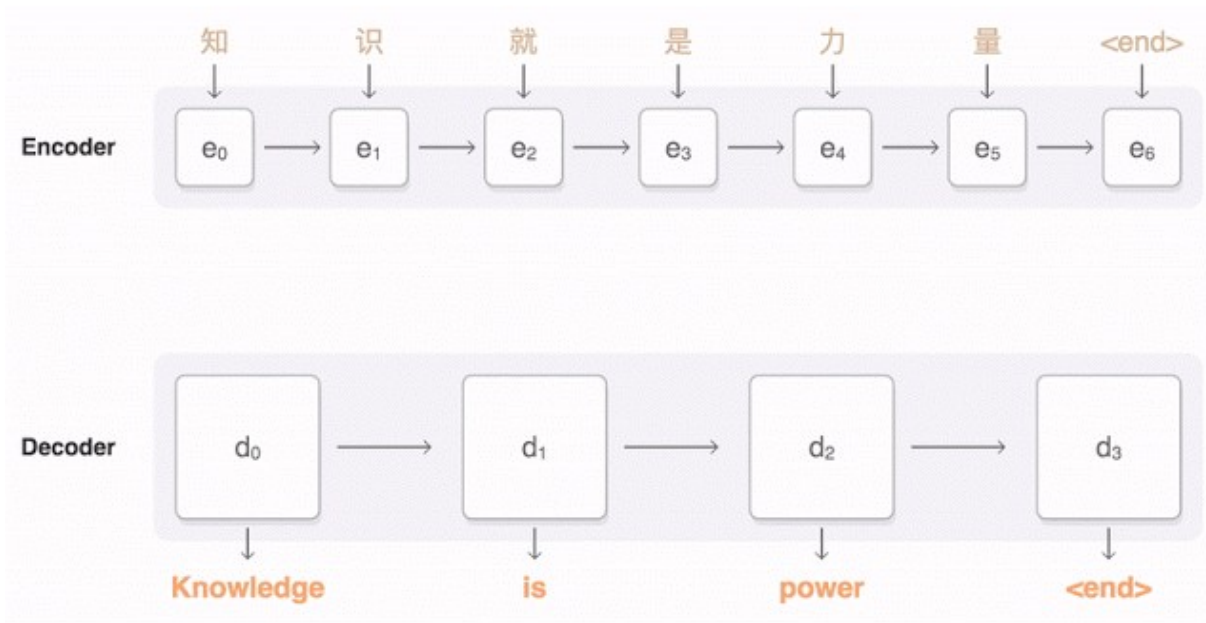 知 识 就 是 力 量 <end>
Encoder e0 e1 e2 e3 e4 e5 e6
Decoder d0 d1 d2 d3
Knowledge is power <end>